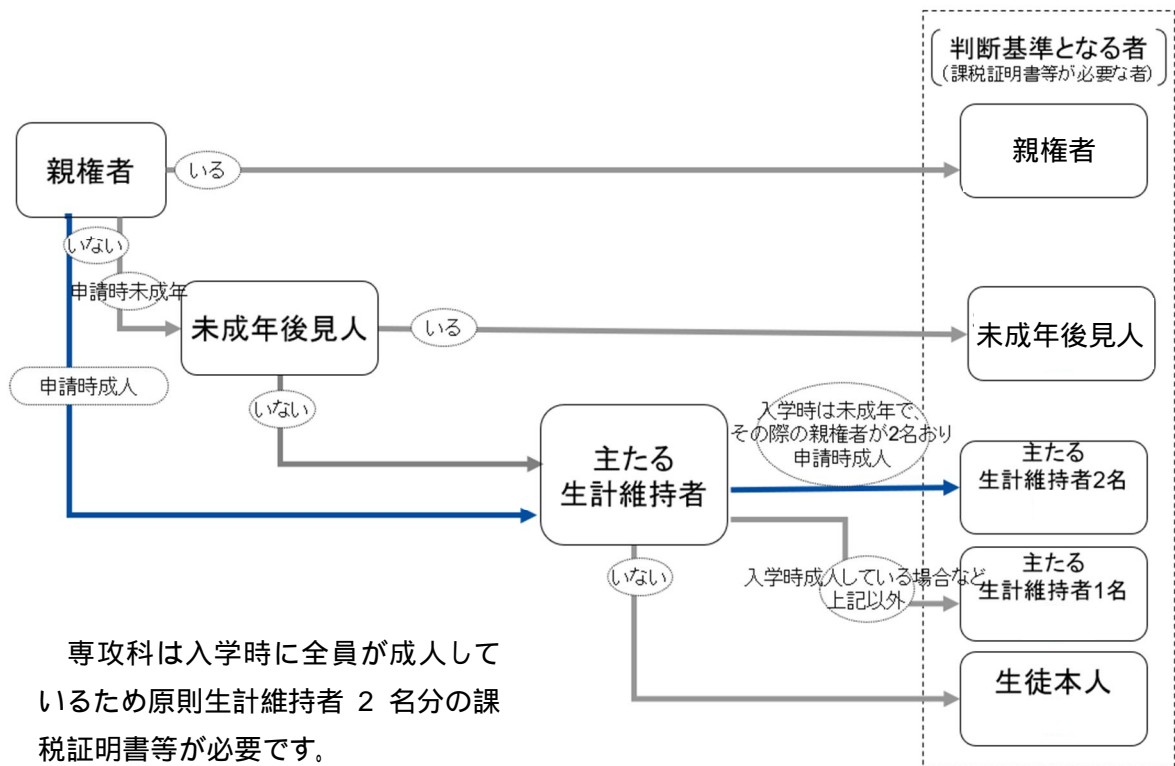 判断基準となる者
(課税証明書等が必要な者)
親権者
いる
親権者
いない
申請時未成年
未成年後見人
いる
未成年後見人
申請時成人
いない
主たる
生計維持者
入学時は未成年で、
その際の親権者が2名おり
申請時成人
主たる
生計維持者2名
いない
入学時成人している場合など
上記以外
主たる
生計維持者1名
生徒本人
専攻科は入学時に全員が成人して
いるため原則生計維持者 2 名分の課
税証明書等が必要です。